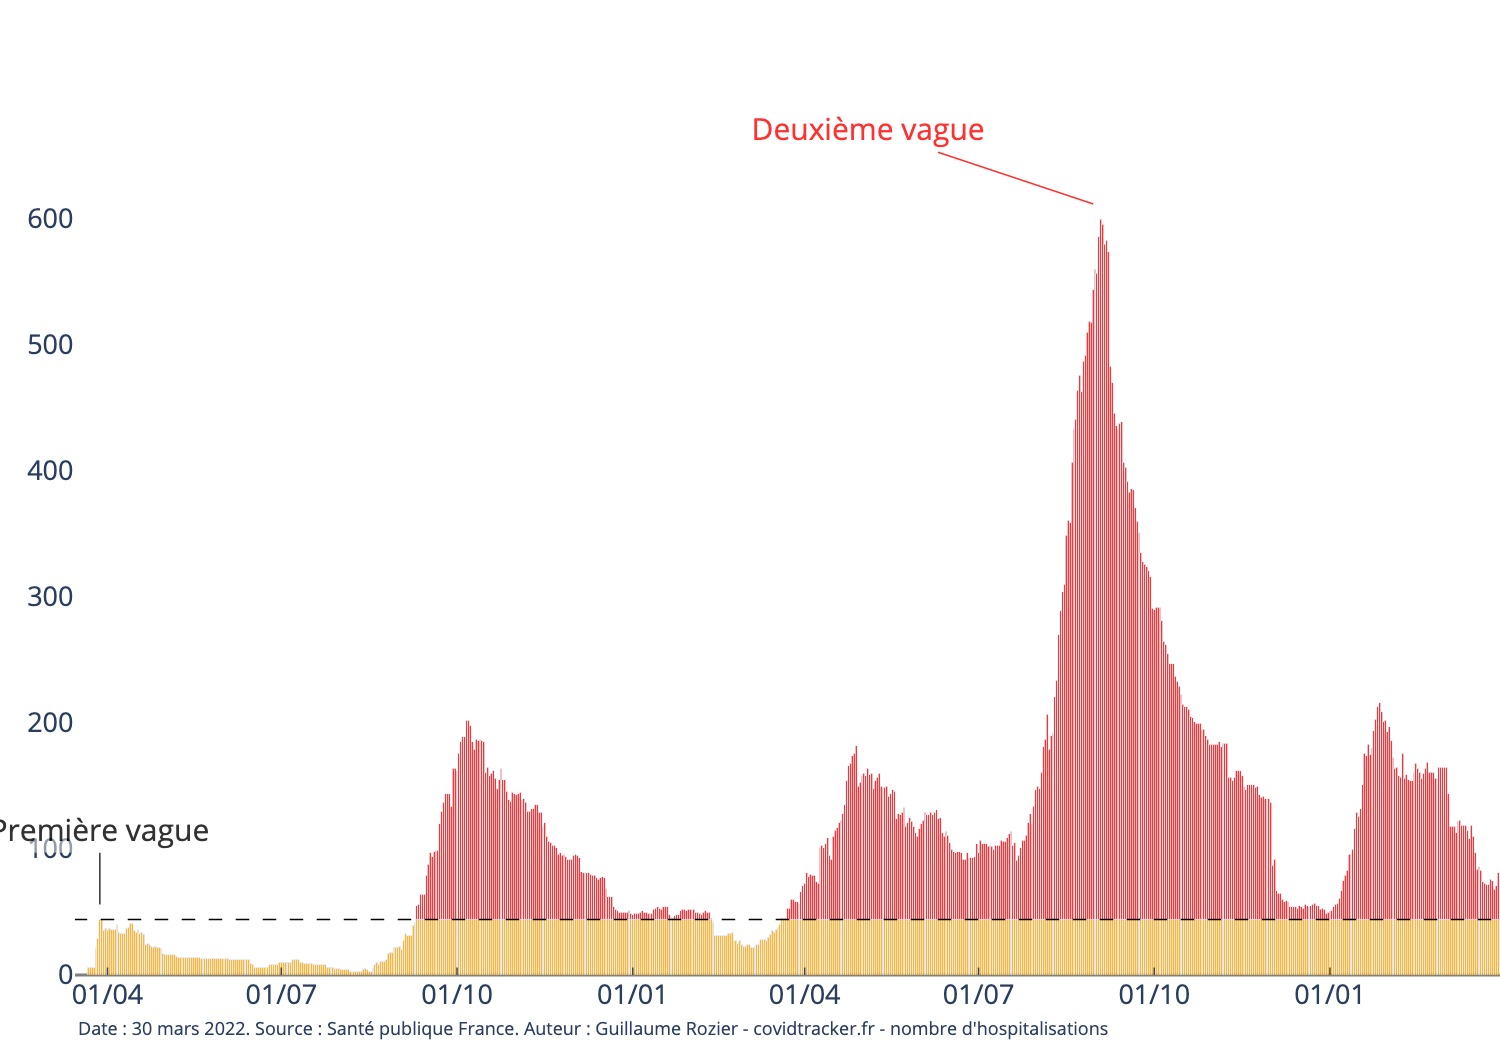 Deuxième vague
600
500
400
300
200
Première vague
100
0
01/04 01/07 01/10 01/01 01/04 01/07 01/10 01/01
Date : 30 mars 2022. Source : Santé publique France. Auteur : Guillaume Rozier - covidtracker.fr - nombre d'hospitalisations